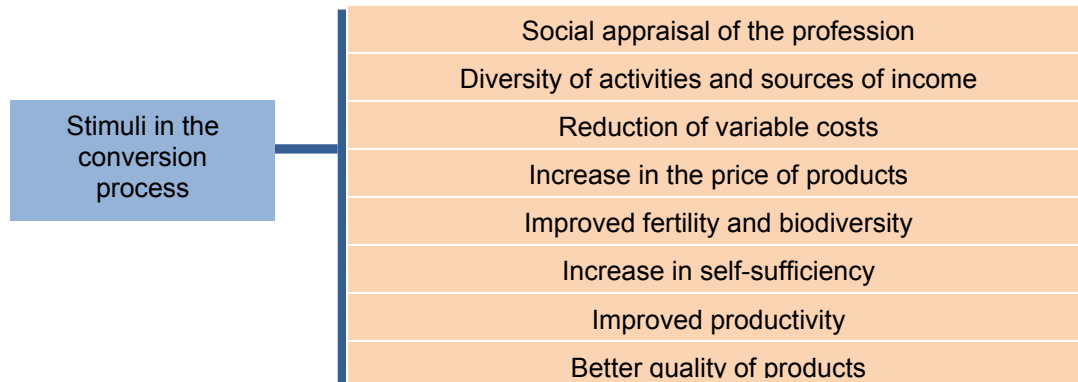 Stimuli in the
conversion
process
Social appraisal of the profession
Diversity of activities and sources of income
Reduction of variable costs
Increase in the price of products
Improved fertility and biodiversity
Increase in self-sufficiency
Improved productivity
Better quality of products